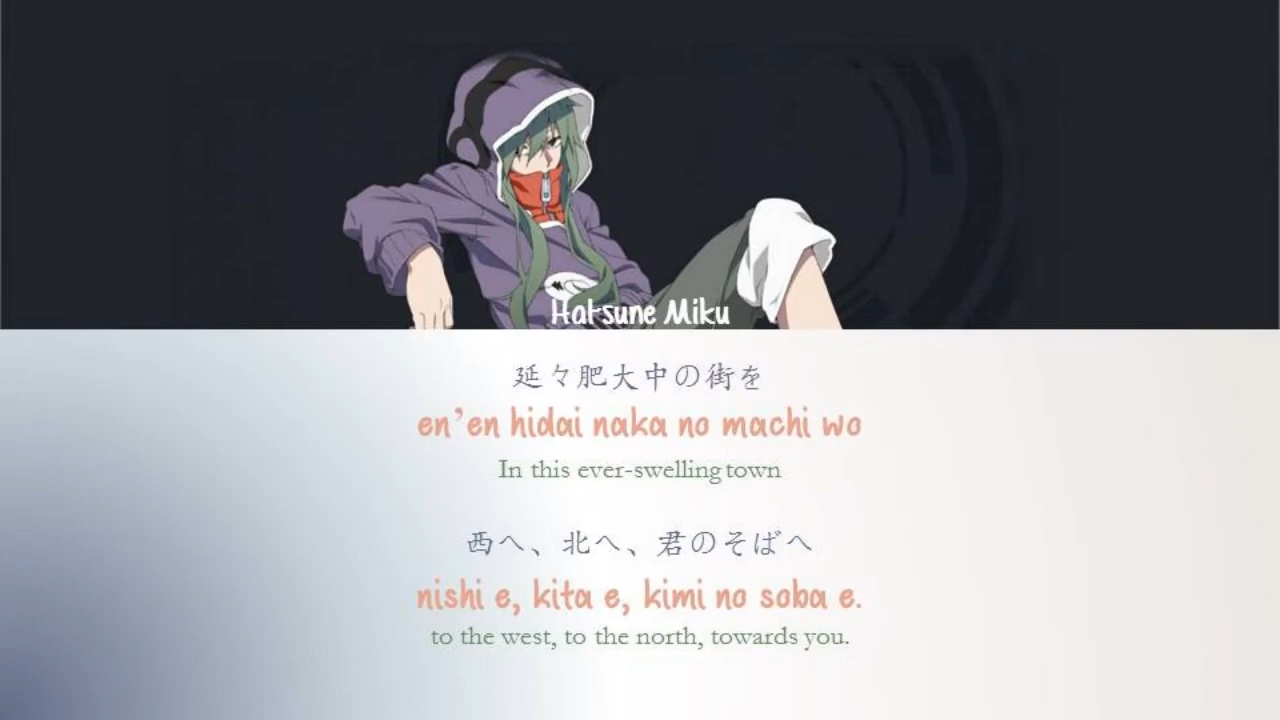 Hatsune Miku
延々肥大中の街を
en’en hidai naka no machi wo
In this ever-swelling town
西へ、北へ、君のそばへ
nishi e, kita e, kimi no soba e.
to the west, to the north, towards you.